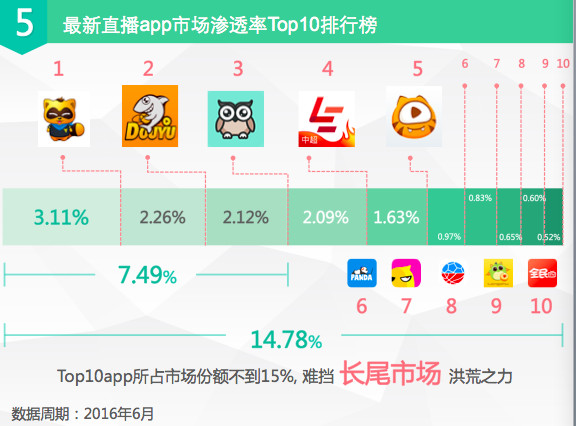 5 最新直播app市场渗透率Top10排行榜
1 2 3 4 5 6 7 8 9 10
DOUYU
中超
3.11% 2.26% 2.12% 2.09% 1.63% 0.97% 0.83% 0.65% 0.60% 0.52%
7.49%
PANDA
全民
6 7 8 9 10
14.78%
Top10app所占市场份额不到15%, 难挡 长尾市场 洪荒之力
数据周期：2016年6月